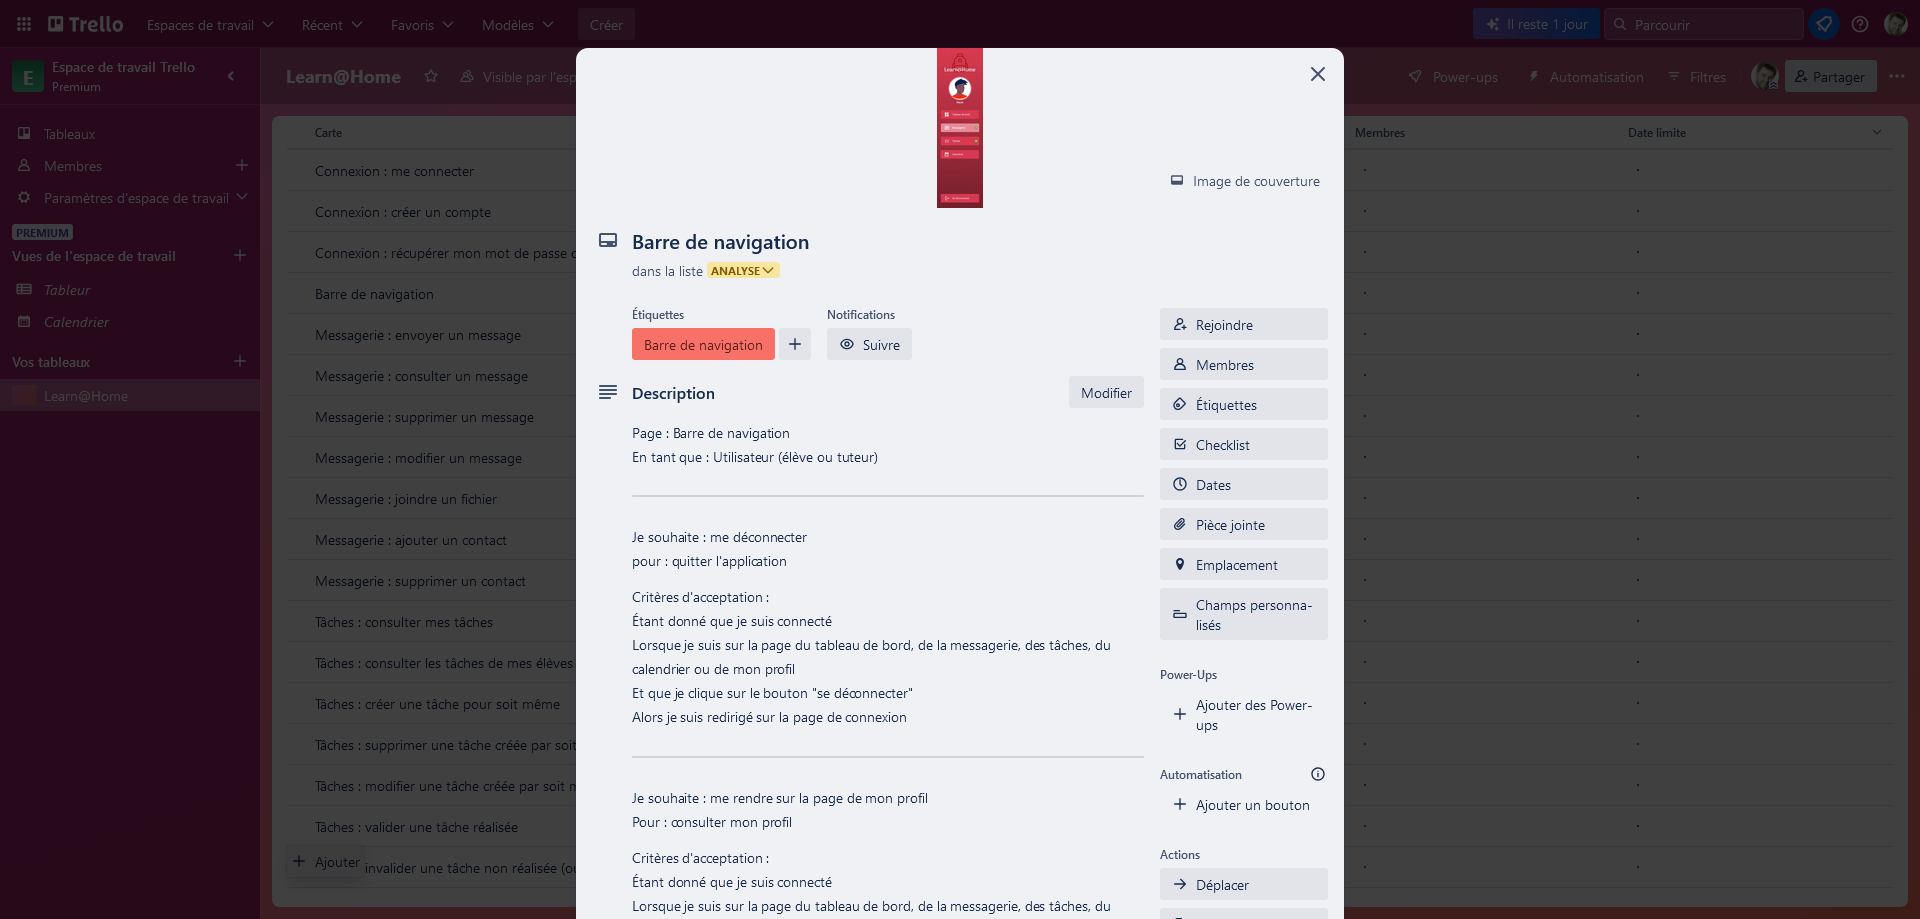 Trello
Espaces de travail
Récent
Favoris
Modèles
Créer
Il reste 1 jour
Parcourir
E
Espace de travail Trello
Premium
Learn@Home
Visible par l'esp
Power-ups
Automatisation
Filtres
Partager
Tableaux
Membres
Paramètres d'espace de travail
PREMIUM
Vues de l'espace de travail
Tableur
Calendrier
Vos tableaux
Learn@Home
Carte
Membres
Date limite
Connexion : me connecter
Connexion : créer un compte
Connexion : récupérer mon mot de passe
Barre de navigation
Messagerie : envoyer un message
Messagerie : consulter un message
Messagerie : supprimer un message
Messagerie : modifier un message
Messagerie : joindre un fichier
Messagerie : ajouter un contact
Messagerie : supprimer un contact
Tâches : consulter mes tâches
Tâches : consulter les tâches de mes élèves
Tâches : créer une tâche pour soit même
Tâches : supprimer une tâche créée par soit
Tâches : modifier une tâche créée par soit
Tâches : valider une tâche réalisée
Ajouter
invalider une tâche non réalisée (ou
Learn@Home
Image de couverture
Barre de navigation
dans la liste ANALYSE
Étiquettes
Notifications
Barre de navigation
Suivre
Description
Modifier
Page : Barre de navigation
En tant que : Utilisateur (élève ou tuteur)
Je souhaite : me déconnecter
pour : quitter l'application
Critères d'acceptation :
Étant donné que je suis connecté
Lorsque je suis sur la page du tableau de bord, de la messagerie, des tâches, du
calendrier ou de mon profil
Et que je clique sur le bouton "se déconnecter"
Alors je suis redirigé sur la page de connexion
Je souhaite : me rendre sur la page de mon profil
Pour : consulter mon profil
Critères d'acceptation :
Étant donné que je suis connecté
Lorsque je suis sur la page du tableau de bord, de la messagerie, des tâches, du
Rejoindre
Membres
Étiquettes
Checklist
Dates
Pièce jointe
Emplacement
Champs personna-
lisés
Power-Ups
Ajouter des Power-
ups
Automatisation
Ajouter un bouton
Actions
Déplacer